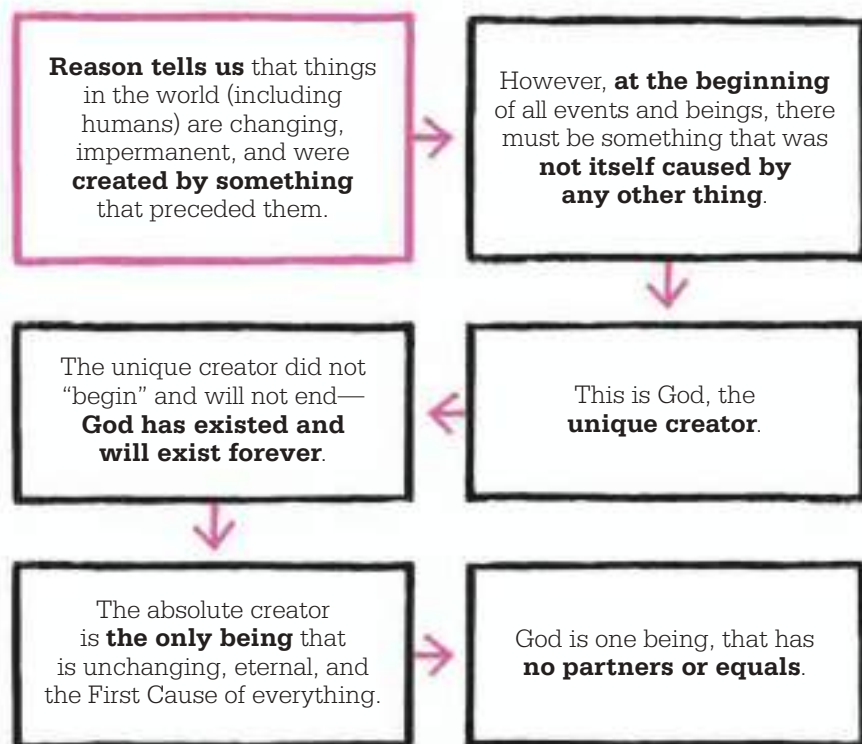 Reason tells us that things
in the world (including
humans) are changing,
impermanent, and were
created by something
that preceded them.
However, at the beginning
of all events and beings, there
must be something that was
not itself caused by
any other thing.
This is God, the
unique creator.
The unique creator did not
“begin” and will not end—
God has existed and
will exist forever.
The absolute creator
is the only being that
is unchanging, eternal, and
the First Cause of everything.
God is one being, that has
no partners or equals.